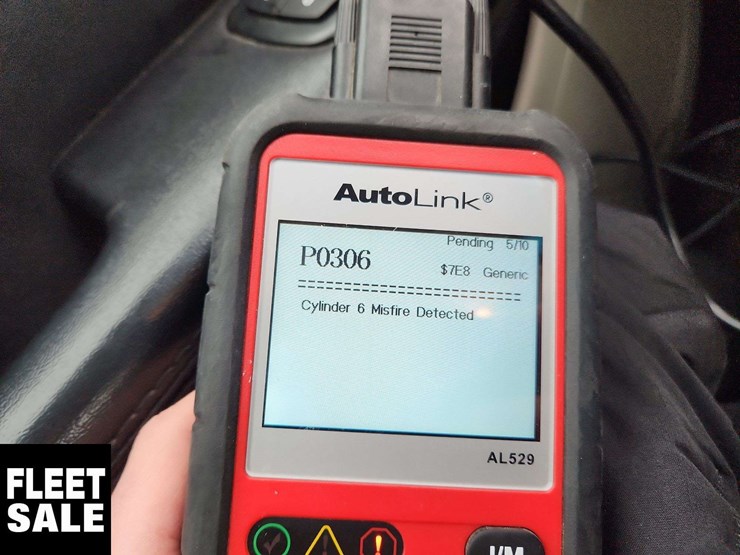 AutoLink®
Pending 5/10
P0306
$7E8 Generic
==========================
Cylinder 6 Misfire Detected
AL529
I/M
FLEET
SALE